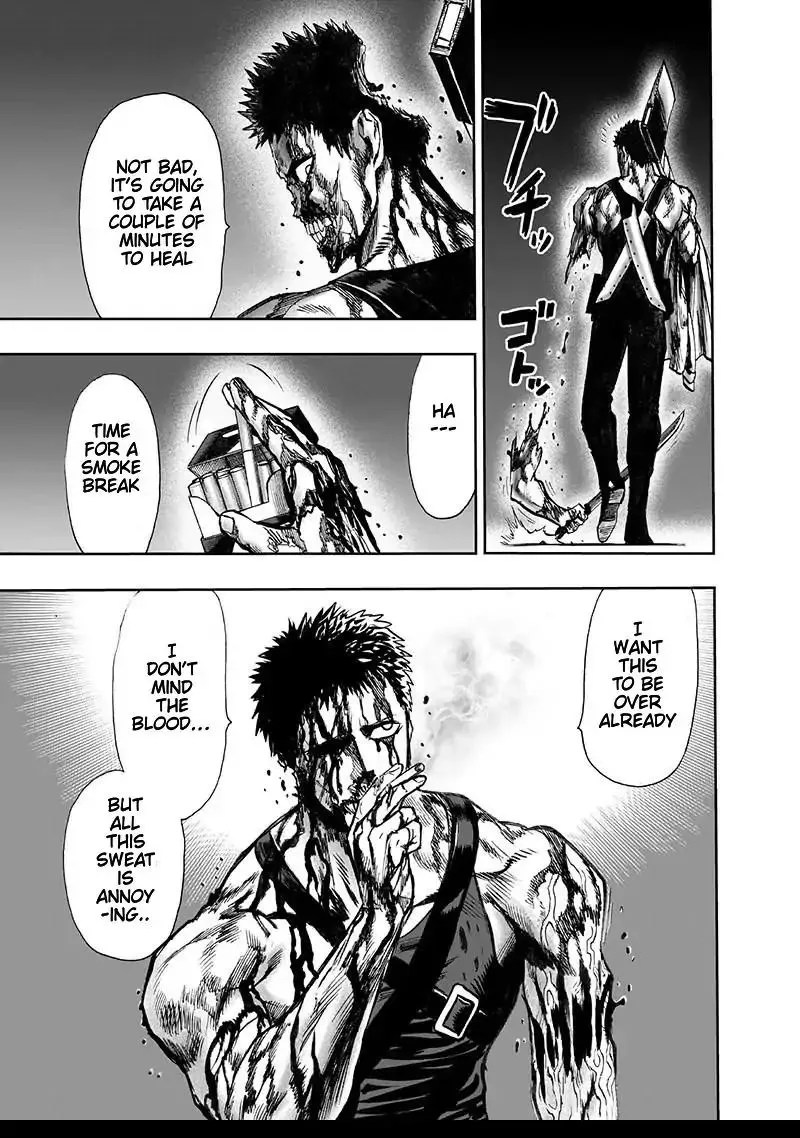 ブチッ
ゴトッ
NOT BAD,
IT'S GOING
TO TAKE A
COUPLE OF
MINUTES
TO HEAL
HA
---
TIME
FOR A
SMOKE
BREAK
I
WANT
THIS
TO BE
OVER
ALREADY
I
DON'T
MIND
THE
BLOOD...
BUT
ALL
THIS
SWEAT
IS
ANNOY
-ING..